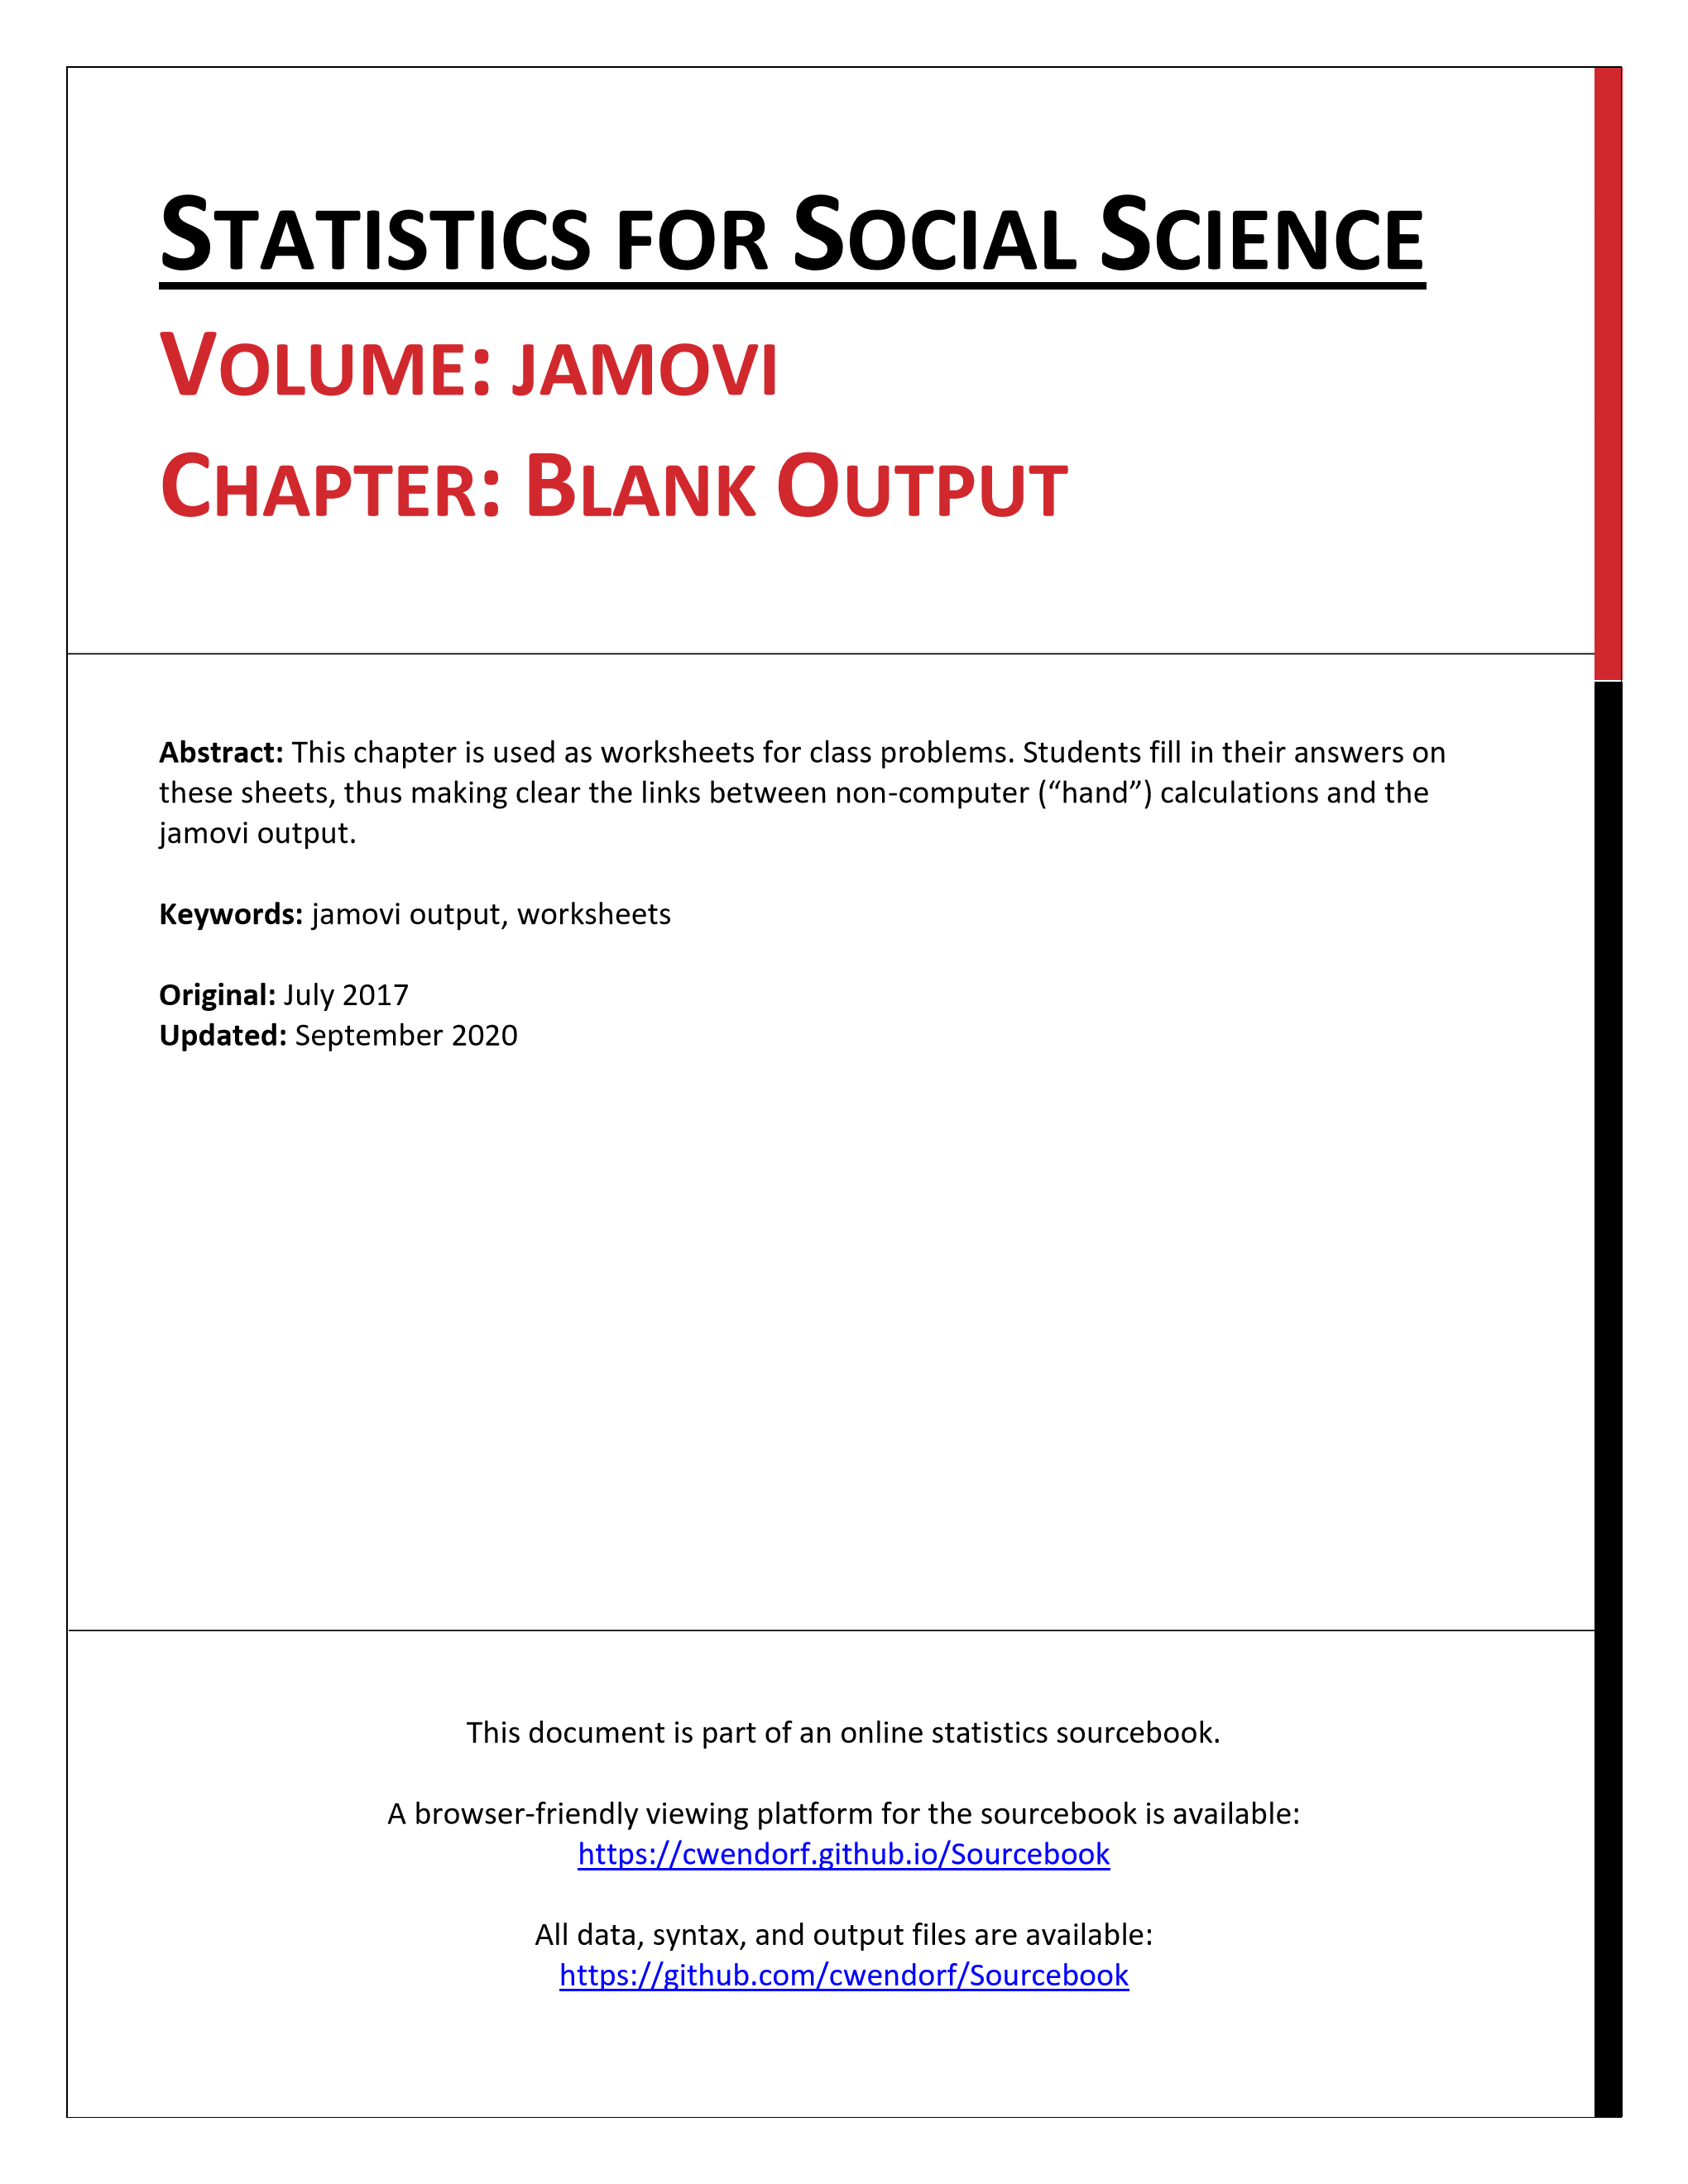 STATISTICS FOR SOCIAL SCIENCE
VOLUME: JAMOVI
CHAPTER: BLANK OUTPUT
Abstract: This chapter is used as worksheets for class problems. Students fill in their answers on
these sheets, thus making clear the links between non-computer (“hand”) calculations and the
jamovi output.
Keywords: jamovi output, worksheets
Original: July 2017
Updated: September 2020
This document is part of an online statistics sourcebook.
A browser-friendly viewing platform for the sourcebook is available:
https://cwendorf.github.io/Sourcebook
All data, syntax, and output files are available:
https://github.com/cwendorf/Sourcebook